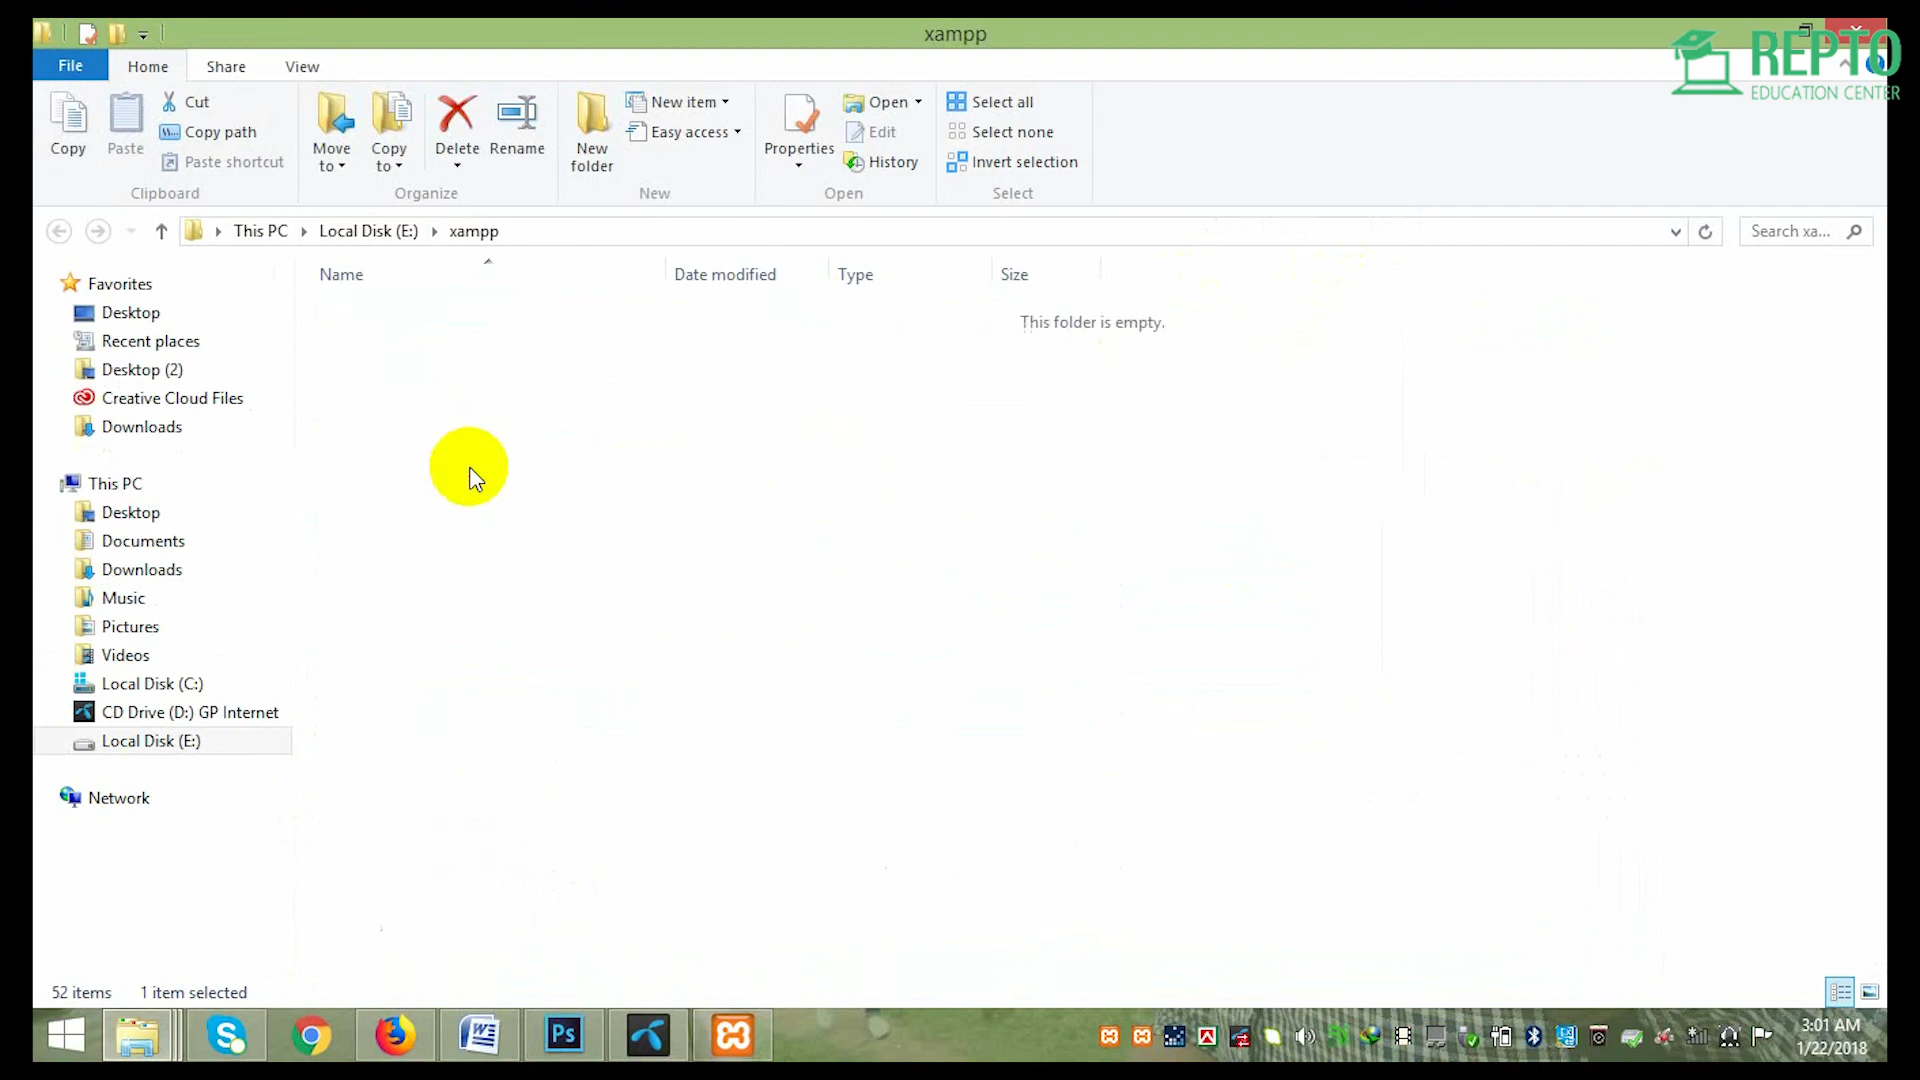 xampp
REPTO
EDUCATION CENTER
File Home Share View
Copy
Paste
Cut
Copy path
Paste shortcut
Clipboard
Move to
Copy to
Delete
Rename
Organize
New folder
New item
Easy access
New
Properties
Open
Edit
History
Open
Select all
Select none
Invert selection
Select
This PC Local Disk (E:) xampp
Search xa...
Name Date modified Type Size
This folder is empty.
Favorites
Desktop
Recent places
Desktop (2)
Creative Cloud Files
Downloads
This PC
Desktop
Documents
Downloads
Music
Pictures
Videos
Local Disk (C:)
CD Drive (D:) GP Internet
Local Disk (E:)
Network
52 items 1 item selected
Ps
3:01 AM
1/22/2018